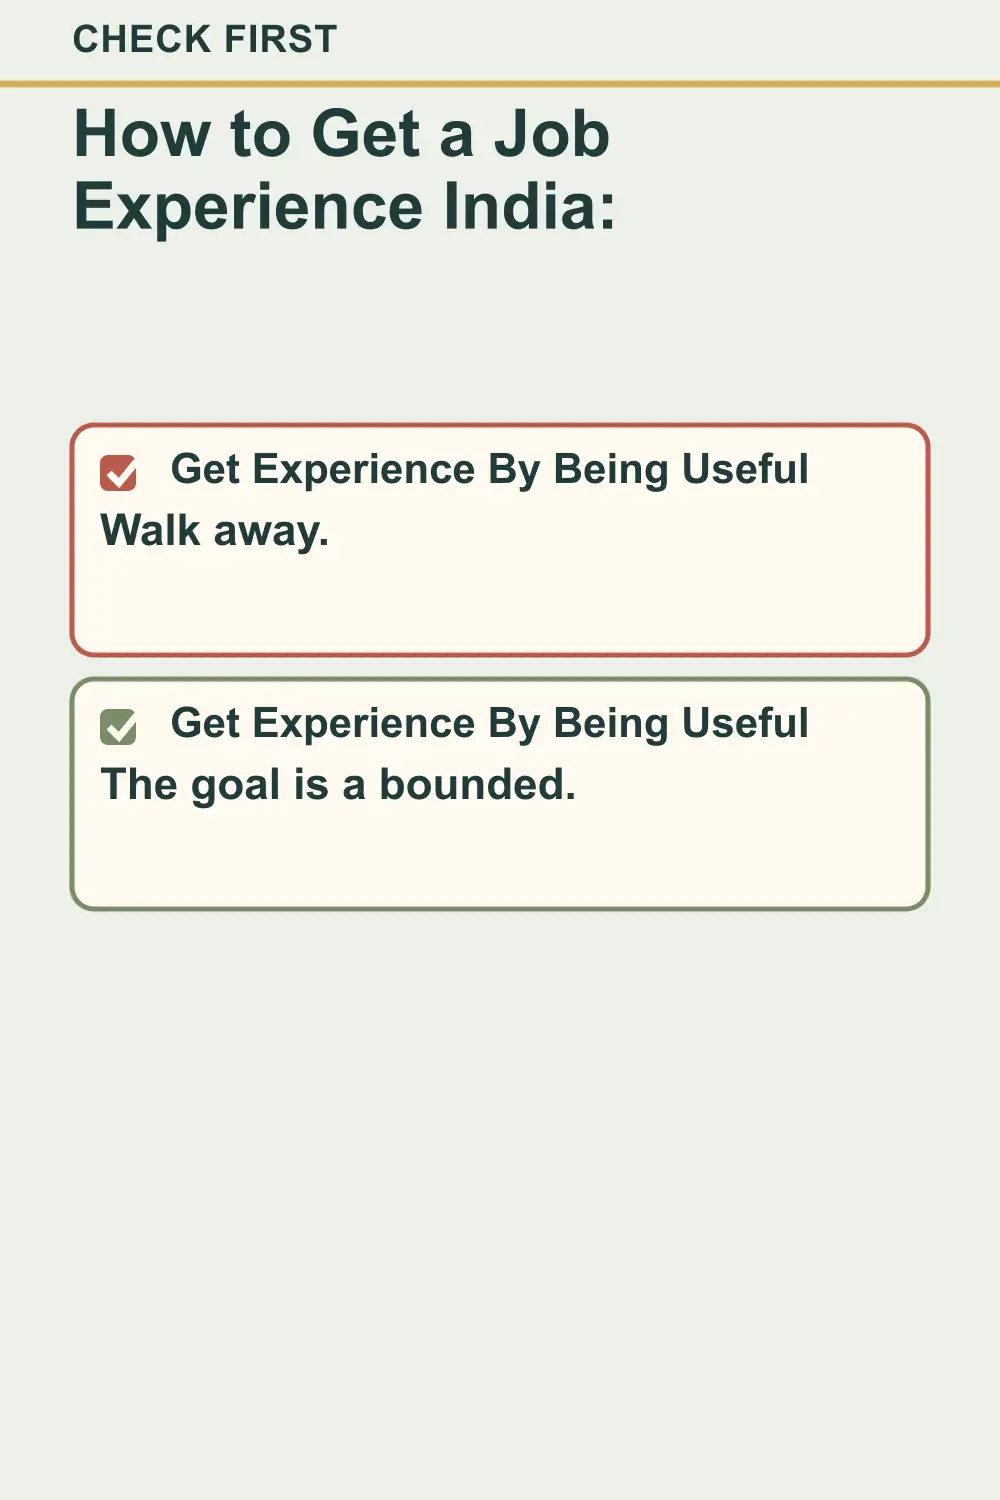 CHECK FIRST
How to Get a Job
Experience India:
Get Experience By Being Useful
Walk away.
Get Experience By Being Useful
The goal is a bounded.